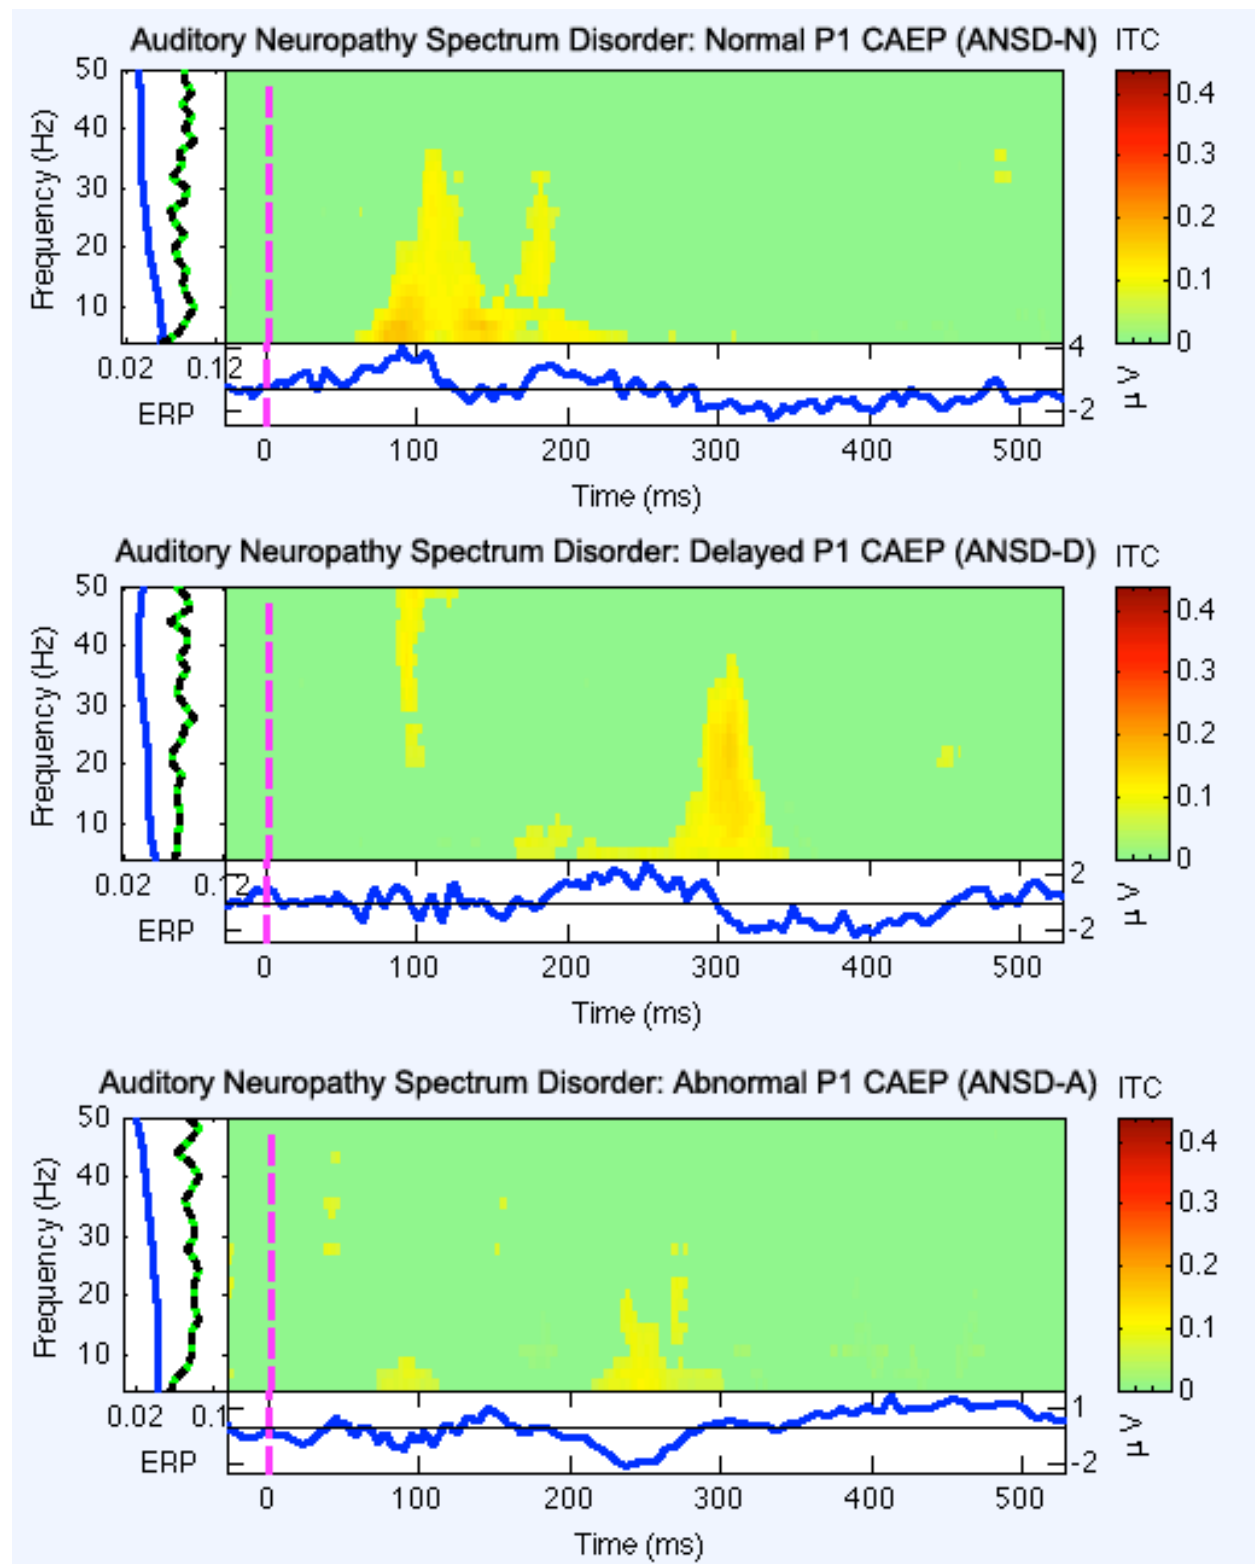 Auditory Neuropathy Spectrum Disorder: Normal P1 CAEP (ANSD-N) ITC
50
40
30
20
10
Frequency (Hz)
0.4
0.3
0.2
0.1
0
0.02 0.12
4
-2
μV
ERP
0 100 200 300 400 500
Time (ms)
Auditory Neuropathy Spectrum Disorder: Delayed P1 CAEP (ANSD-D) ITC
50
40
30
20
10
Frequency (Hz)
0.4
0.3
0.2
0.1
0
0.02 0.12
2
-2
μV
ERP
0 100 200 300 400 500
Time (ms)
Auditory Neuropathy Spectrum Disorder: Abnormal P1 CAEP (ANSD-A) ITC
50
40
30
20
10
Frequency (Hz)
0.4
0.3
0.2
0.1
0
0.02 0.1
1
-2
μV
ERP
0 100 200 300 400 500
Time (ms)